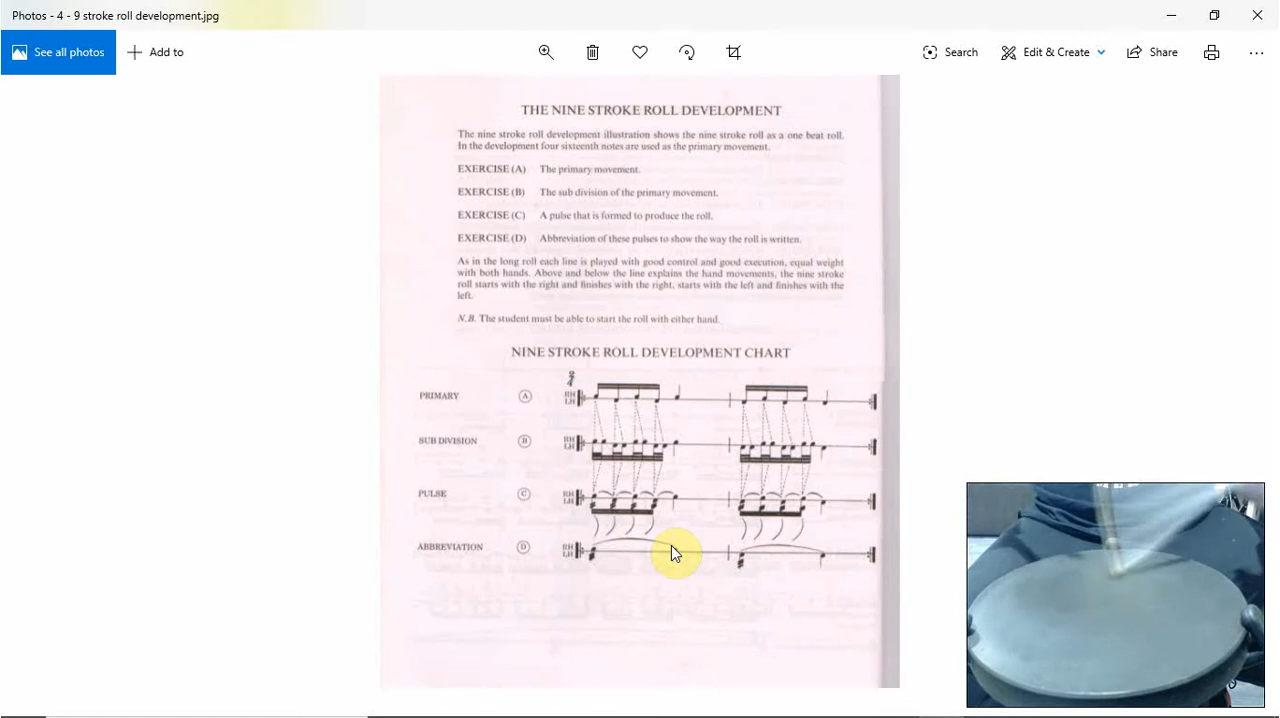 Photos - 4 - 9 stroke roll development.jpg
See all photos
Add to
Search
Edit & Create
Share
THE NINE STROKE ROLL DEVELOPMENT
The nine stroke roll development illustration shows the nine stroke roll as a one beat roll.
In the development four sixteenth notes are used as the primary movement.
EXERCISE (A) The primary movement.
EXERCISE (B) The sub division of the primary movement.
EXERCISE (C) A pulse that is formed to produce the roll.
EXERCISE (D) Abbreviation of these pulses to show the way the roll is written.
As in the long roll each line is played with good control and good execution, equal weight
with both hands. Above and below the line explains the hand movements, the nine stroke
roll starts with the right and finishes with the right, starts with the left and finishes with the
left.
N.B. The student must be able to start the roll with either hand.
NINE STROKE ROLL DEVELOPMENT CHART
PRIMARY A RH
LH
SUB DIVISION B RH
LH
PULSE C RH
LH
ABBREVIATION D RH
LH